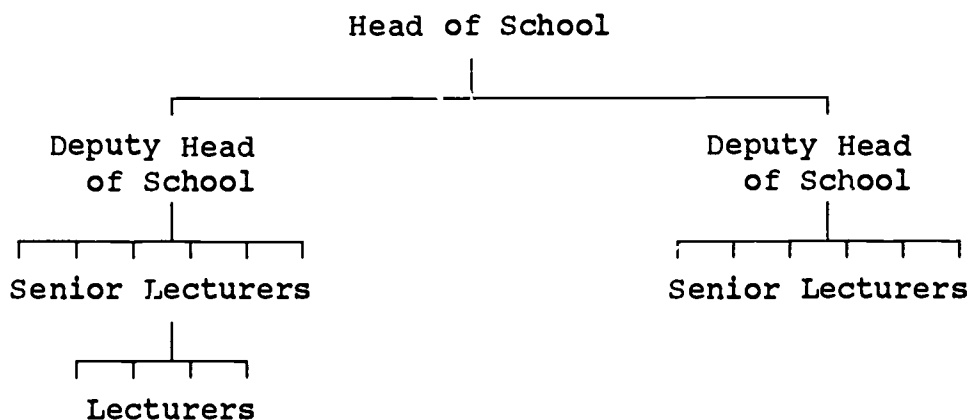 Head of School
Deputy Head
of School
Deputy Head
of School
Senior Lecturers
Senior Lecturers
Lecturers